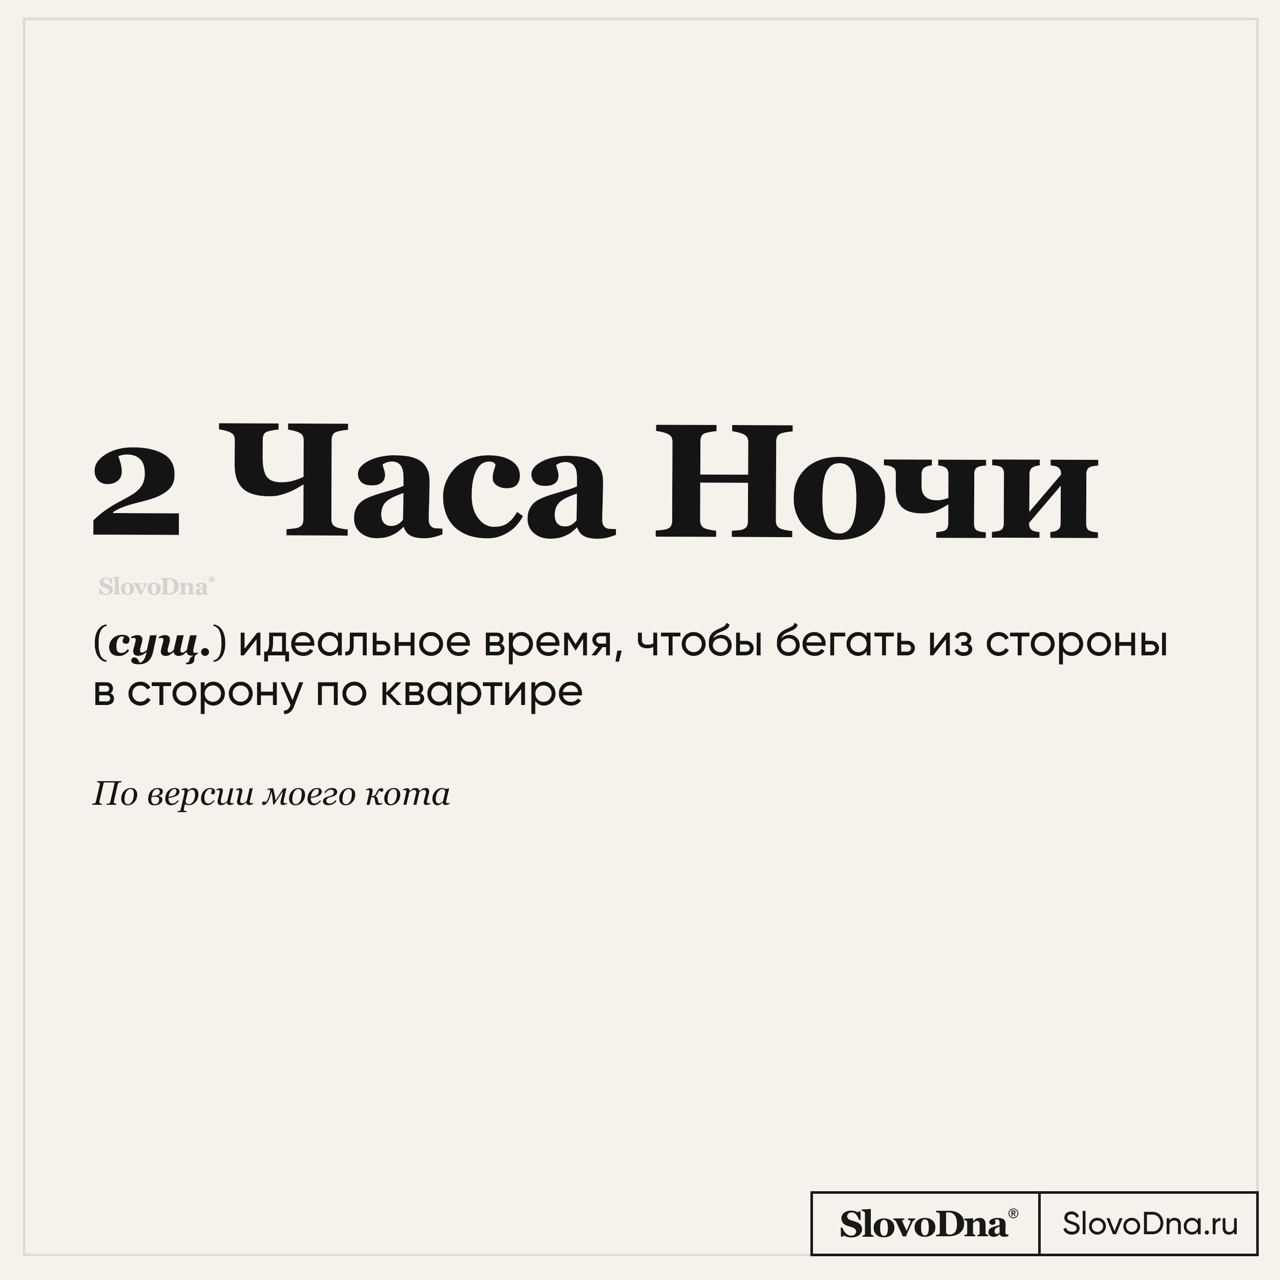 2 Часа Ночи
SlovoDna®
(сущ.) идеальное время, чтобы бегать из стороны
в сторону по квартире
По версии моего кота
SlovoDna® SlovoDna.ru